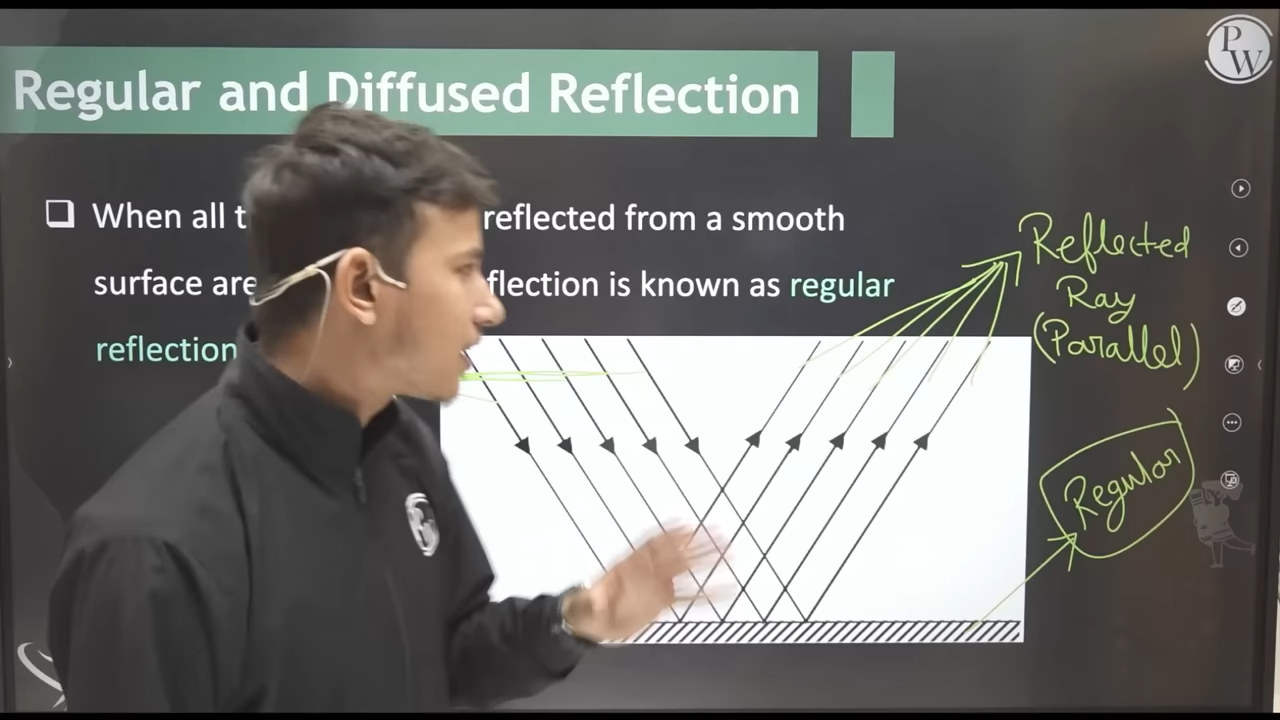 PW
Regular and Diffused Reflection
When all reflected from a smooth
surface are is known as regular
reflection
Reflected
Ray
(Parallel)
Regular